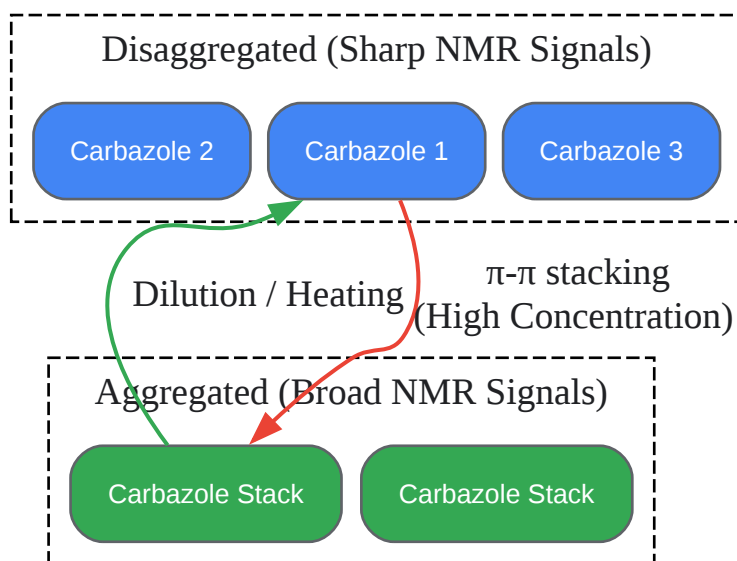 Disaggregated (Sharp NMR Signals)
Carbazole 2
Carbazole 1
Carbazole 3
Dilution / Heating
π-π stacking
(High Concentration)
Aggregated (Broad NMR Signals)
Carbazole Stack
Carbazole Stack